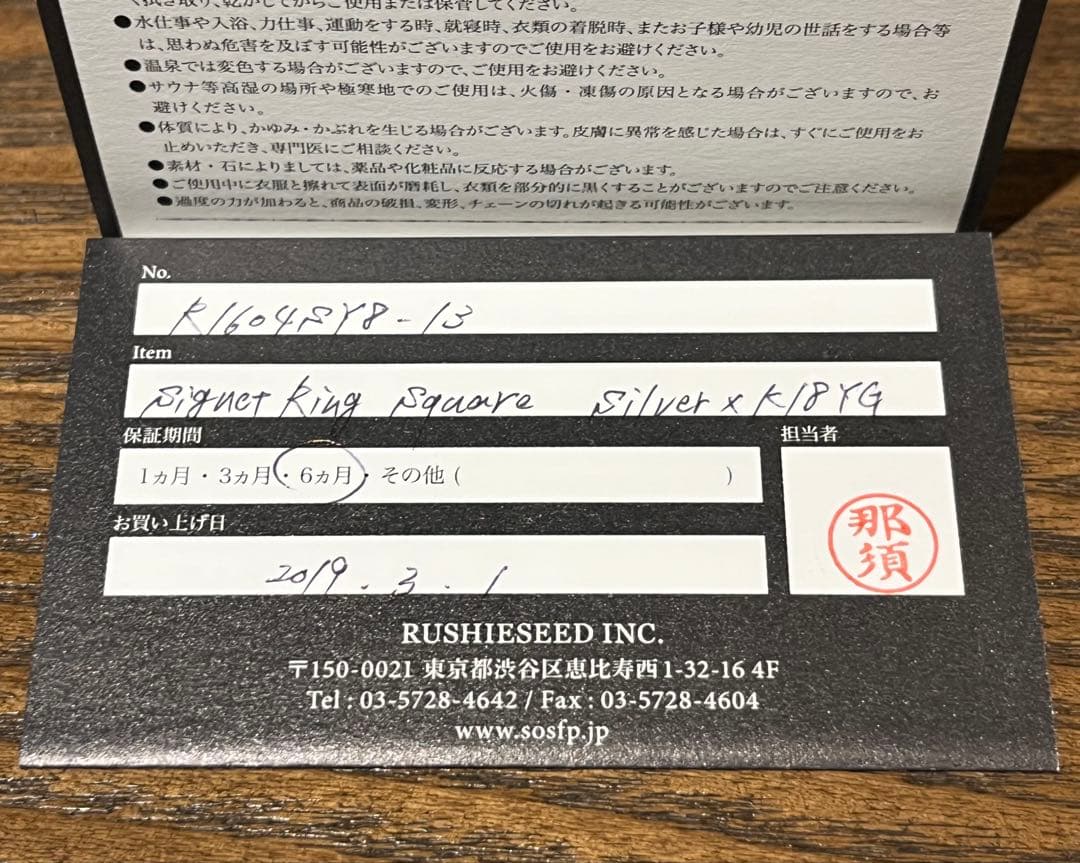 く拭き取り、乾かしてからご使用または保管してください。
●水仕事や入浴、力仕事、運動をする時、就寝時、衣類の着脱時、またお子様や幼児の世話をする場合等
は、思わぬ危害を及ぼす可能性がございますのでご使用をお避けください。
●温泉では変色する場合がございますので、ご使用をお避けください。
●サウナ等高湿の場所や極寒地でのご使用は、火傷・凍傷の原因となる場合がございますので、お
避けください。
●体質により、かゆみ・かぶれを生じる場合がございます。皮膚に異常を感じた場合は、すぐにご使用をお
止めいただき、専門医にご相談ください。
●素材・石によりましては、薬品や化粧品に反応する場合がございます。
●ご使用中に衣服と擦れて表面が磨耗し、衣類を部分的に黒くすることがございますのでご注意ください。
●過度の力が加わると、商品の破損、変形、チェーンの切れが起きる可能性がございます。
No.
R1604SY8-13
Item
Signet Ring Square Silver x K18YG
保証期間 担当者
1ヵ月・3ヵ月・6ヵ月・その他 ( )
那須
お買い上げ日
2019.3.1
RUSHIESEED INC.
〒150-0021 東京都渋谷区恵比寿西1-32-16 4F
Tel : 03-5728-4642 / Fax : 03-5728-4604
www.sosfp.jp